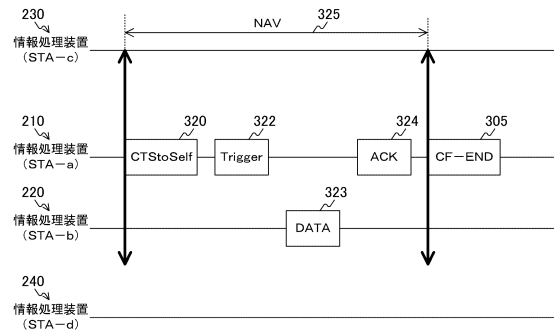 230
情報処理装置
(STA-c)
NAV
325
210
情報処理装置
(STA-a)
320
CTStoSelf
322
Trigger
324
ACK
305
CF-END
220
情報処理装置
(STA-b)
323
DATA
240
情報処理装置
(STA-d)